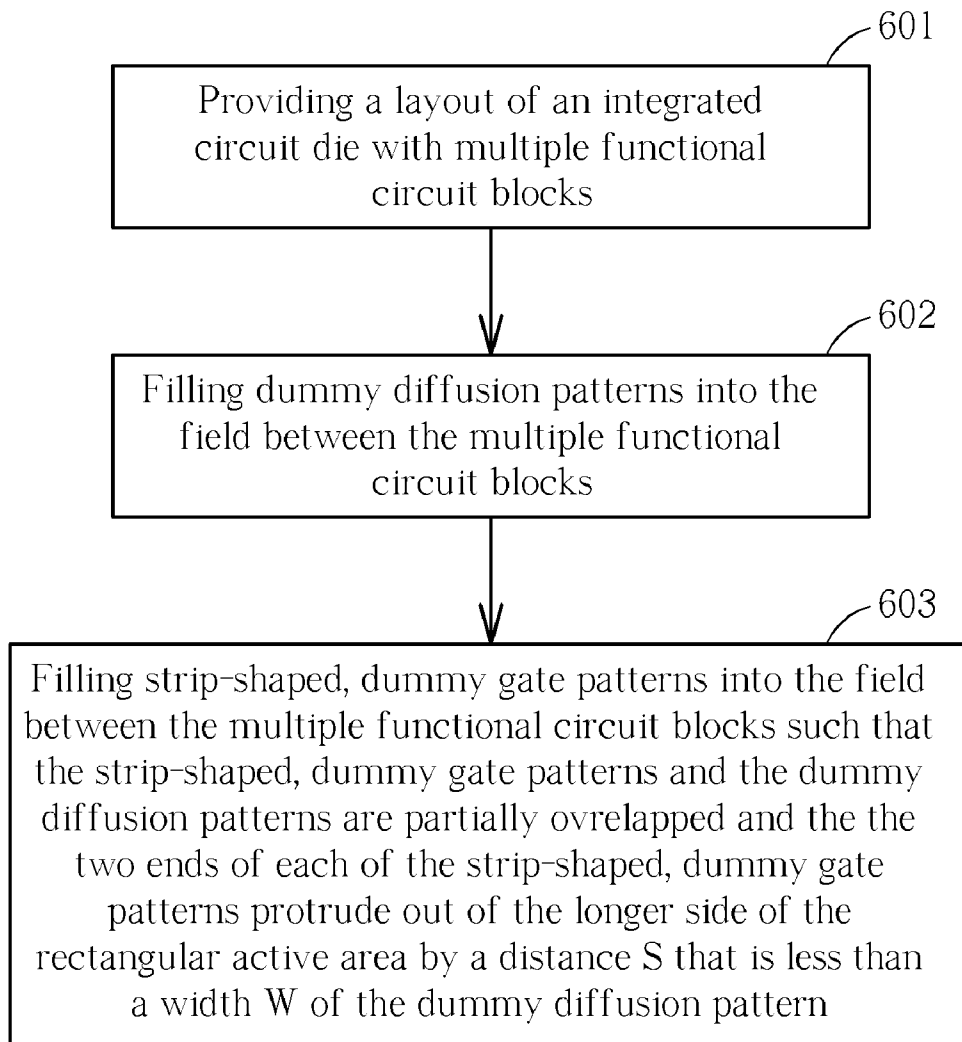 601
Providing a layout of an integrated
circuit die with multiple functional
circuit blocks
602
Filling dummy diffusion patterns into the
field between the multiple functional
circuit blocks
603
Filling strip-shaped, dummy gate patterns into the field
between the multiple functional circuit blocks such that
the strip-shaped, dummy gate patterns and the dummy
diffusion patterns are partially ovrelapped and the the
two ends of each of the strip-shaped, dummy gate
patterns protrude out of the longer side of the
rectangular active area by a distance S that is less than
a width W of the dummy diffusion pattern